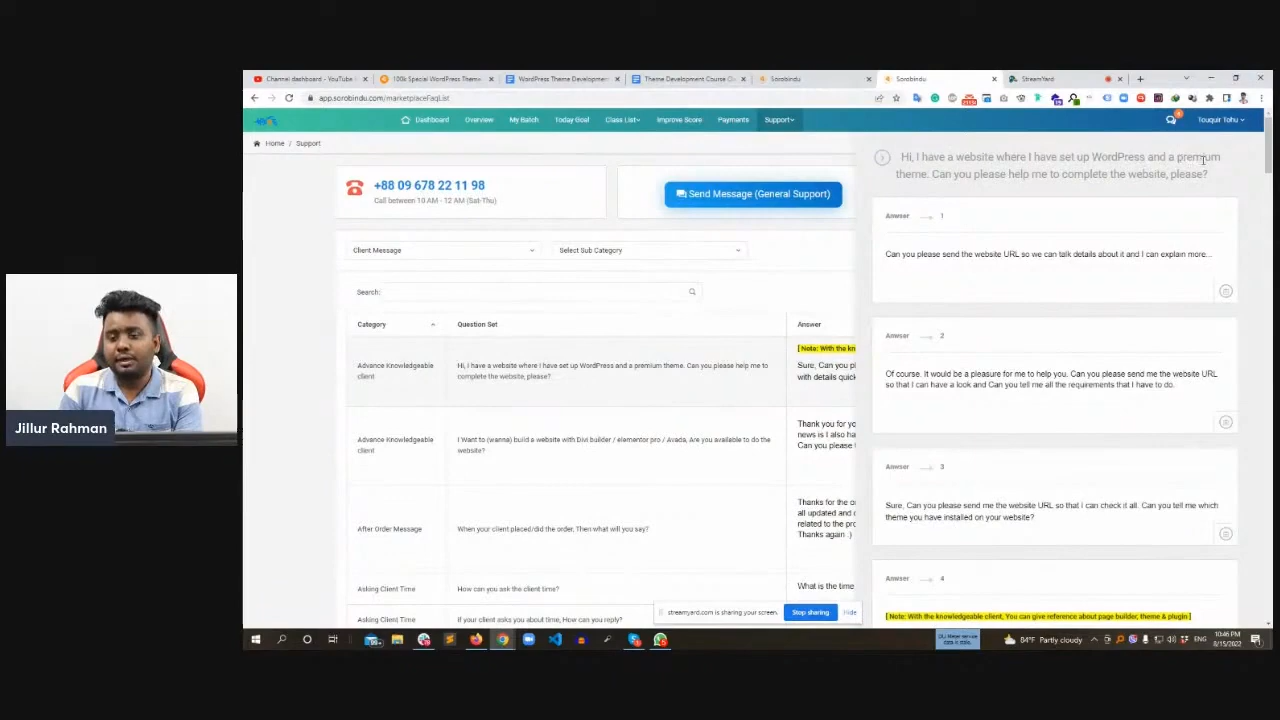 Channel dashboard - YouTube
100k Special WordPress Them
WordPress Theme Developmen
Theme Development Course O
Sorobindu
Sorobindu
StreamYard
app.sorobindu.com/marketplaceFaqList
Dashboard
Overview
My Batch
Today Goal
Class List
Improve Score
Payments
Support
Touquir Tohu
Home / Support
+88 09 678 22 11 98
Call between 10 AM - 12 AM (Sat-Thu)
Send Message (General Support)
Client Message
Select Sub Category
Search:
Category
Question Set
Answer
Advance Knowledgeable
client
Hi, I have a website where I have set up WordPress and a premium theme. Can you please help me to
complete the website, please?
[ Note: With the kn
Sure, Can you pl
with details quick
Advance Knowledgeable
client
I Want to (wanna) build a website with Divi builder / elementor pro / Avada, Are you available to do the
website?
Thank you for yo
news is I also ha
Can you please t
After Order Message
When your client placed/did the order, Then what will you say?
Thanks for the o
all updated and c
related to the pro
Thanks again :)
Asking Client Time
How can you ask the client time?
What is the time
Asking Client Time
If your client asks you about time, How can you reply?
Hi, I have a website where I have set up WordPress and a premium
theme. Can you please help me to complete the website, please?
Answer
1
Can you please send the website URL so we can talk details about it and I can explain more...
Answer
2
Of course. It would be a pleasure for me to help you. Can you please send me the website URL
so that I can have a look and Can you tell me all the requirements that I have to do.
Answer
3
Sure, Can you please send me the website URL so that I can check it all. Can you tell me which
theme you have installed on your website?
Answer
4
[ Note: With the knowledgeable client, You can give reference about page builder, theme & plugin ]
streamyard.com is sharing your screen.
Stop sharing
Hide
Jillur Rahman
84°F Partly cloudy
ENG
10:46 PM
8/15/2022